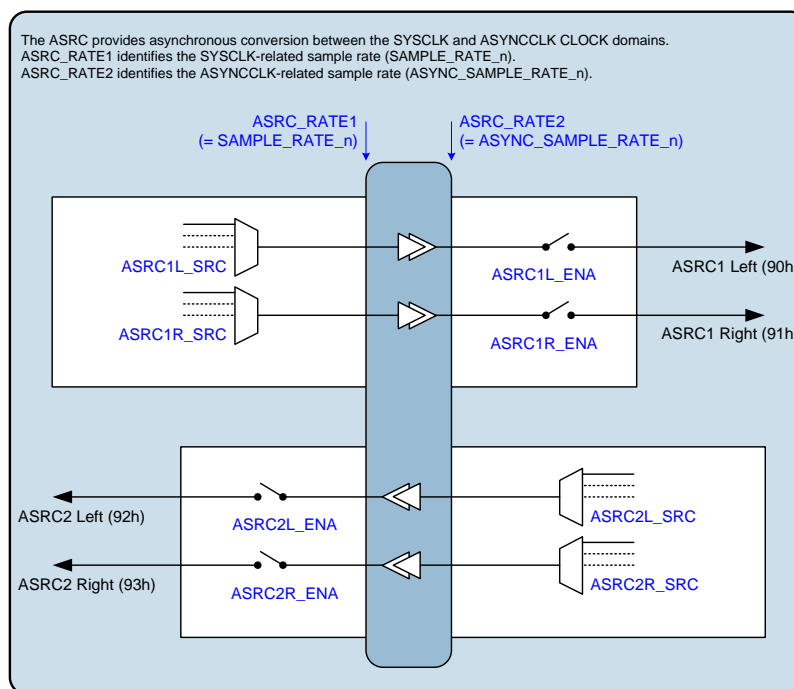 The ASRC provides asynchronous conversion between the SYSCLK and ASYNCCLK CLOCK domains.
ASRC_RATE1 identifies the SYSCLK-related sample rate (SAMPLE_RATE_n).
ASRC_RATE2 identifies the ASYNCCLK-related sample rate (ASYNC_SAMPLE_RATE_n).
ASRC_RATE1
(= SAMPLE_RATE_n)
ASRC_RATE2
(= ASYNC_SAMPLE_RATE_n)
ASRC1L_SRC
ASRC1L_ENA
ASRC1 Left (90h
ASRC1R_SRC
ASRC1R_ENA
ASRC1 Right (91h
ASRC2 Left (92h)
ASRC2L_ENA
ASRC2L_SRC
ASRC2 Right (93h)
ASRC2R_ENA
ASRC2R_SRC